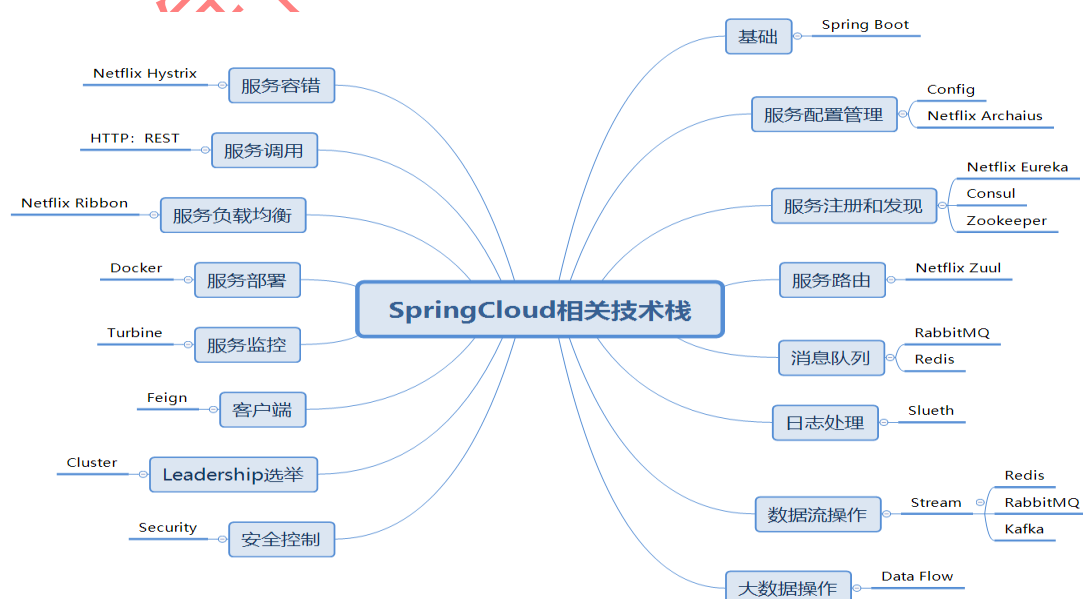 SpringCloud相关技术栈
基础
Spring Boot
服务配置管理
Config
Netflix Archaius
服务注册和发现
Netflix Eureka
Consul
Zookeeper
服务路由
Netflix Zuul
消息队列
RabbitMQ
Redis
日志处理
Slueth
数据流操作
Stream
Redis
RabbitMQ
Kafka
大数据操作
Data Flow
服务容错
Netflix Hystrix
服务调用
HTTP：REST
服务负载均衡
Netflix Ribbon
服务部署
Docker
服务监控
Turbine
客户端
Feign
Leadership选举
Cluster
安全控制
Security